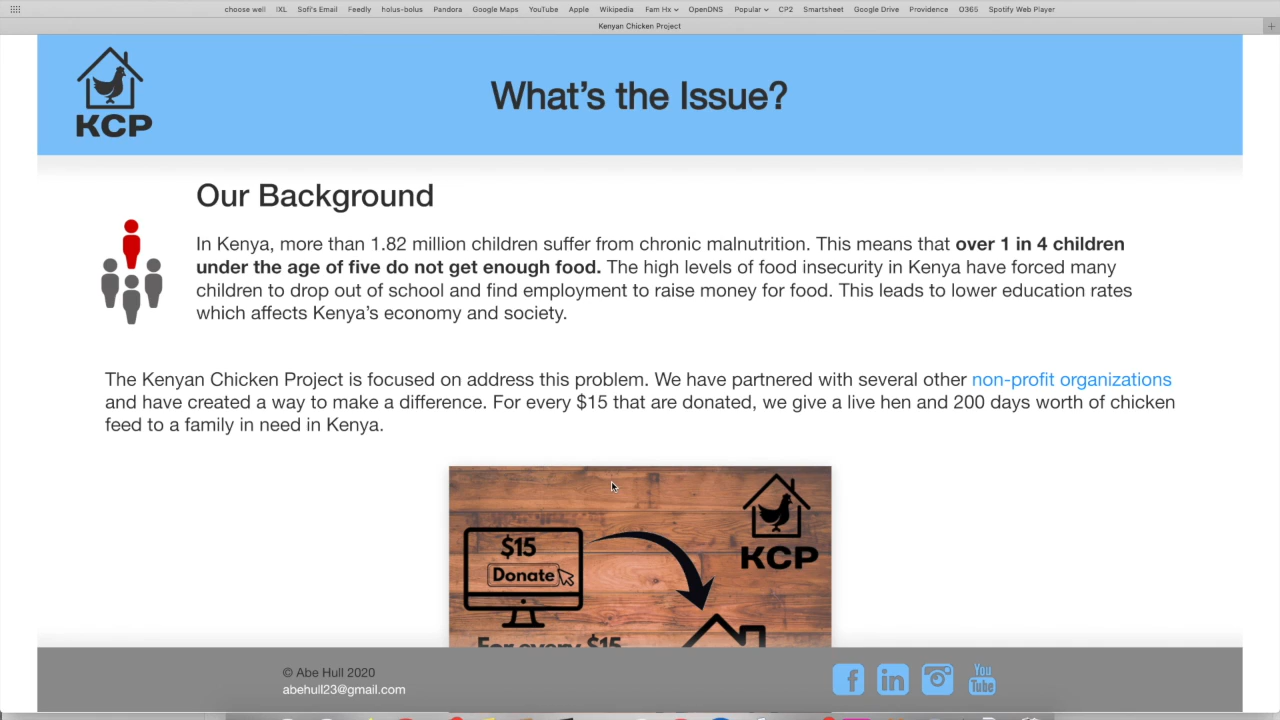 choose well IXL Sofi's Email Feedly holus-bolus Pandora Google Maps YouTube Apple Wikipedia Fam Hx OpenDNS Popular CP2 Smartsheet Google Drive Providence O365 Spotify Web Player
Kenyan Chicken Project
KCP
What's the Issue?
Our Background
In Kenya, more than 1.82 million children suffer from chronic malnutrition. This means that over 1 in 4 children
under the age of five do not get enough food. The high levels of food insecurity in Kenya have forced many
children to drop out of school and find employment to raise money for food. This leads to lower education rates
which affects Kenya's economy and society.
The Kenyan Chicken Project is focused on address this problem. We have partnered with several other non-profit organizations
and have created a way to make a difference. For every $15 that are donated, we give a live hen and 200 days worth of chicken
feed to a family in need in Kenya.
$15
Donate
KCP
For every $15
© Abe Hull 2020
abehull23@gmail.com
f in You Tube